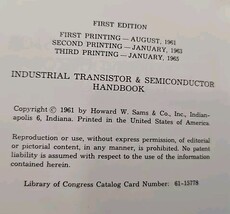 FIRST EDITION
FIRST PRINTING—AUGUST, 1961
SECOND PRINTING—JANUARY, 1963
THIRD PRINTING—JANUARY, 1965
INDUSTRIAL TRANSISTOR & SEMICONDUCTOR
HANDBOOK
Copyright © 1961 by Howard W. Sams & Co., Inc., Indian-
apolis 6, Indiana. Printed in the United States of America.
Reproduction or use, without express permission, of editorial
or pictorial content, in any manner, is prohibited. No patent
liability is assumed with respect to the use of the information
contained herein.
Library of Congress Catalog Card Number: 61-15778